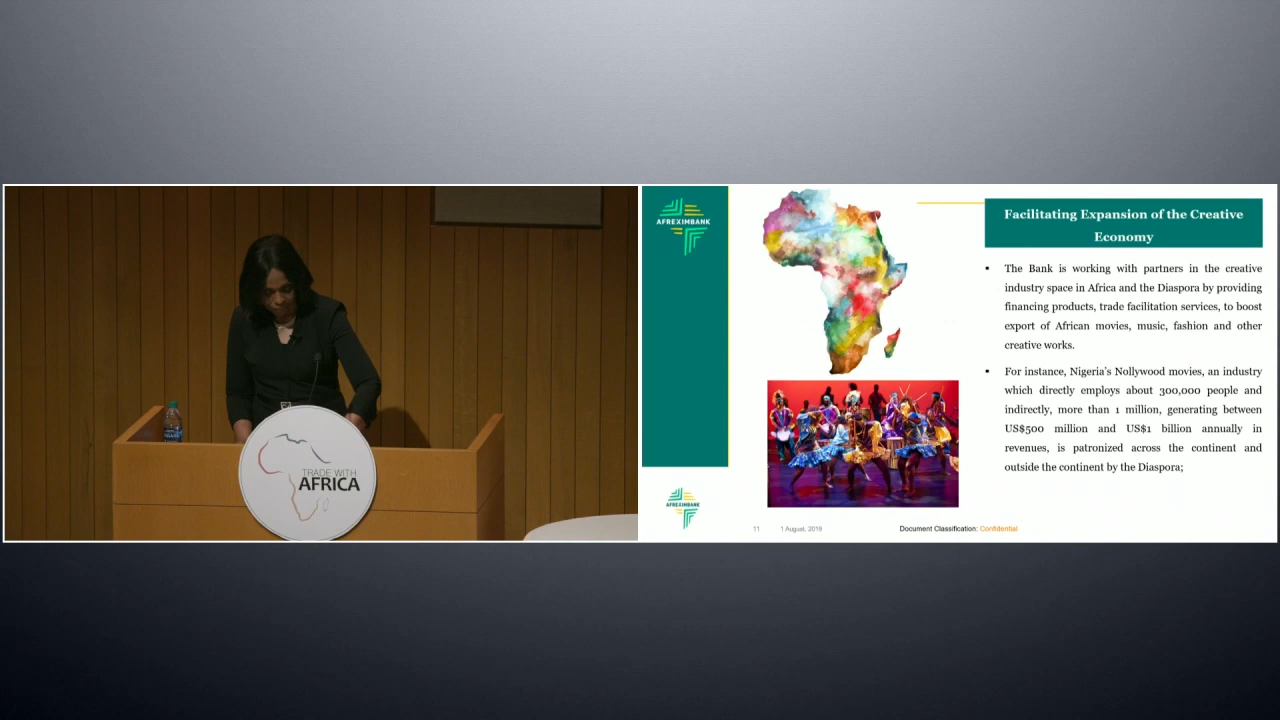 TRADE WITH
AFRICA
AFREXIMBANK
Facilitating Expansion of the Creative
Economy
▪ The Bank is working with partners in the creative
industry space in Africa and the Diaspora by providing
financing products, trade facilitation services, to boost
export of African movies, music, fashion and other
creative works.
▪ For instance, Nigeria's Nollywood movies, an industry
which directly employs about 300,000 people and
indirectly, more than 1 million, generating between
US$500 million and US$1 billion annually in
revenues, is patronized across the continent and
outside the continent by the Diaspora;
AFREXIMBANK
11 1 August, 2019 Document Classification: Confidential